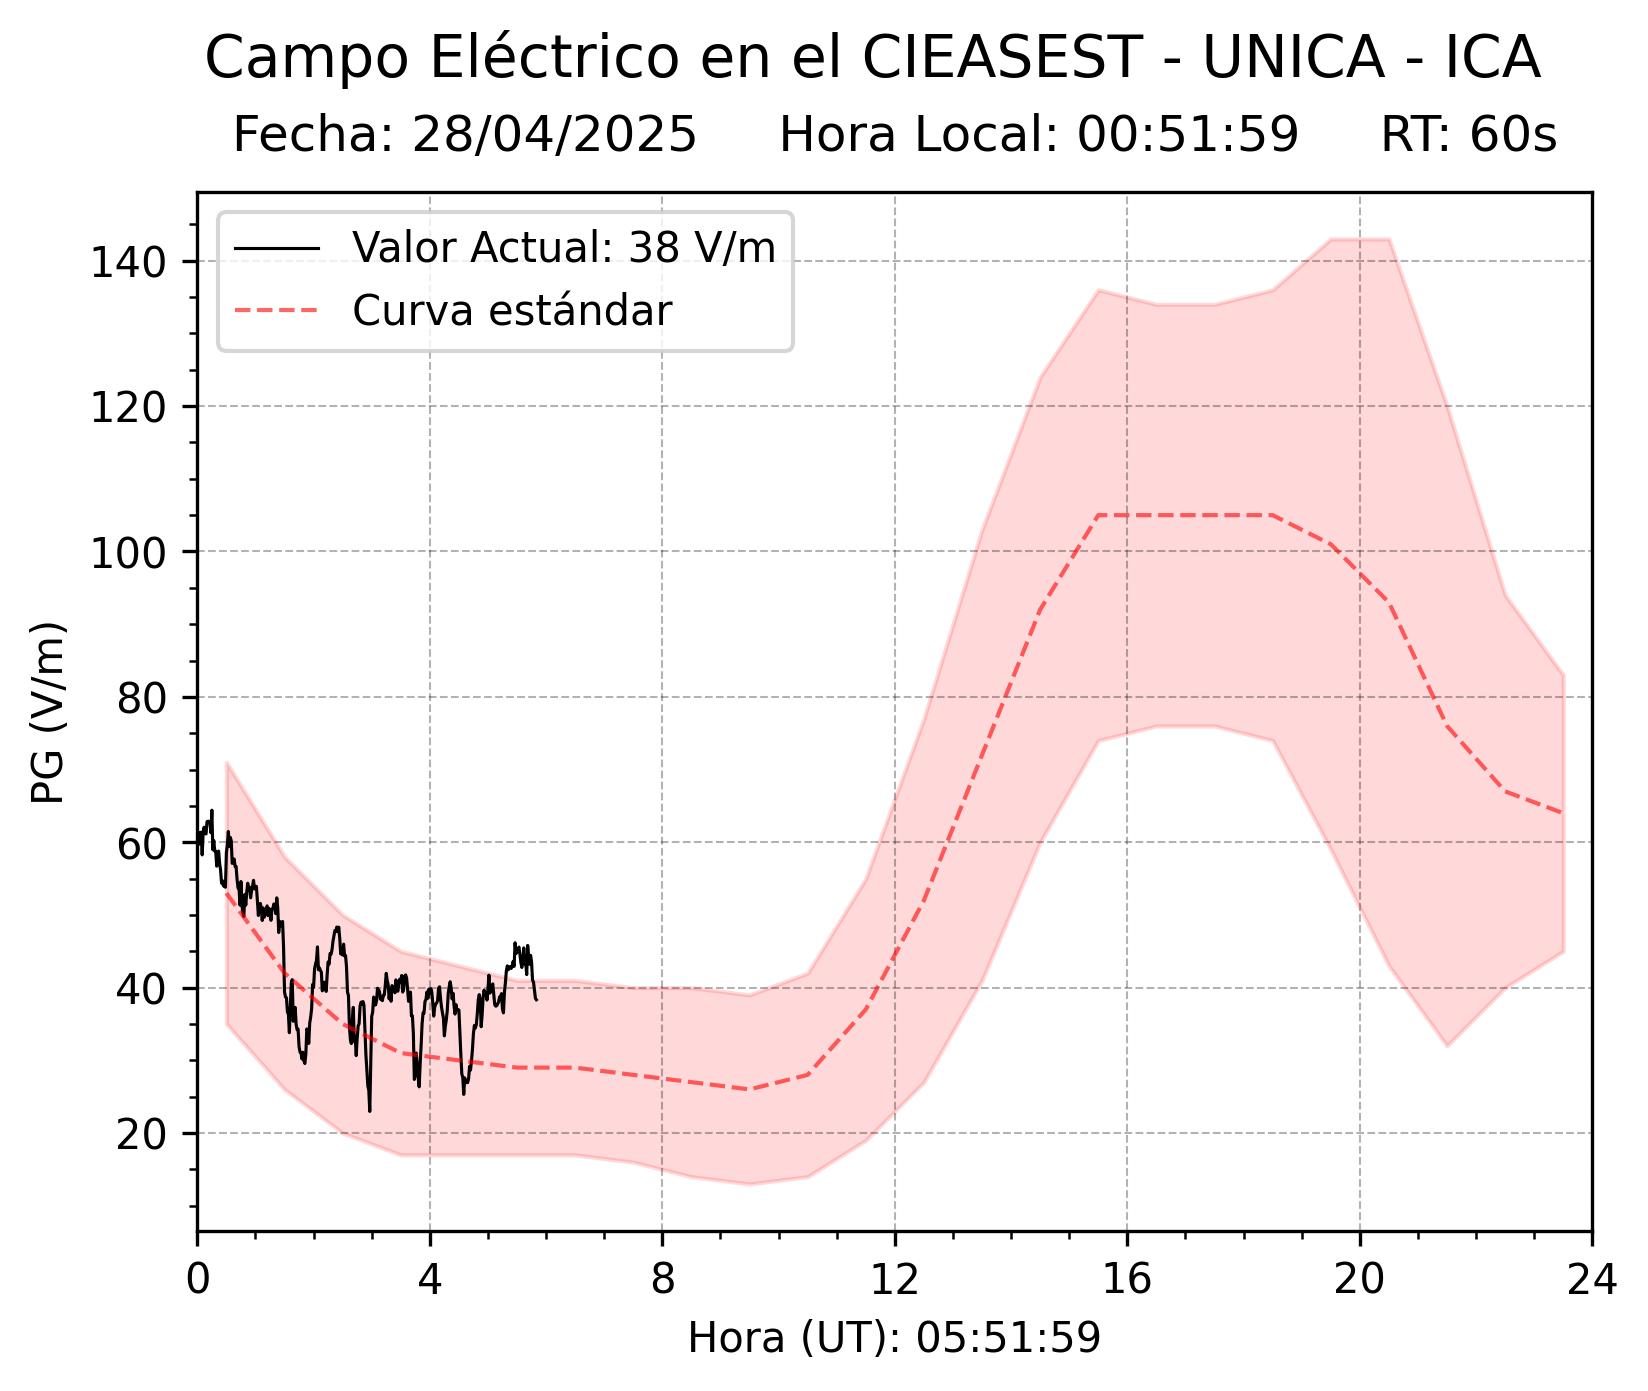 Campo Eléctrico en el CIEASEST - UNICA - ICA
Fecha: 28/04/2025 Hora Local: 00:51:59 RT: 60s
Valor Actual: 38 V/m
Curva estándar
PG (V/m)
140
120
100
80
60
40
20
0 4 8 12 16 20 24
Hora (UT): 05:51:59